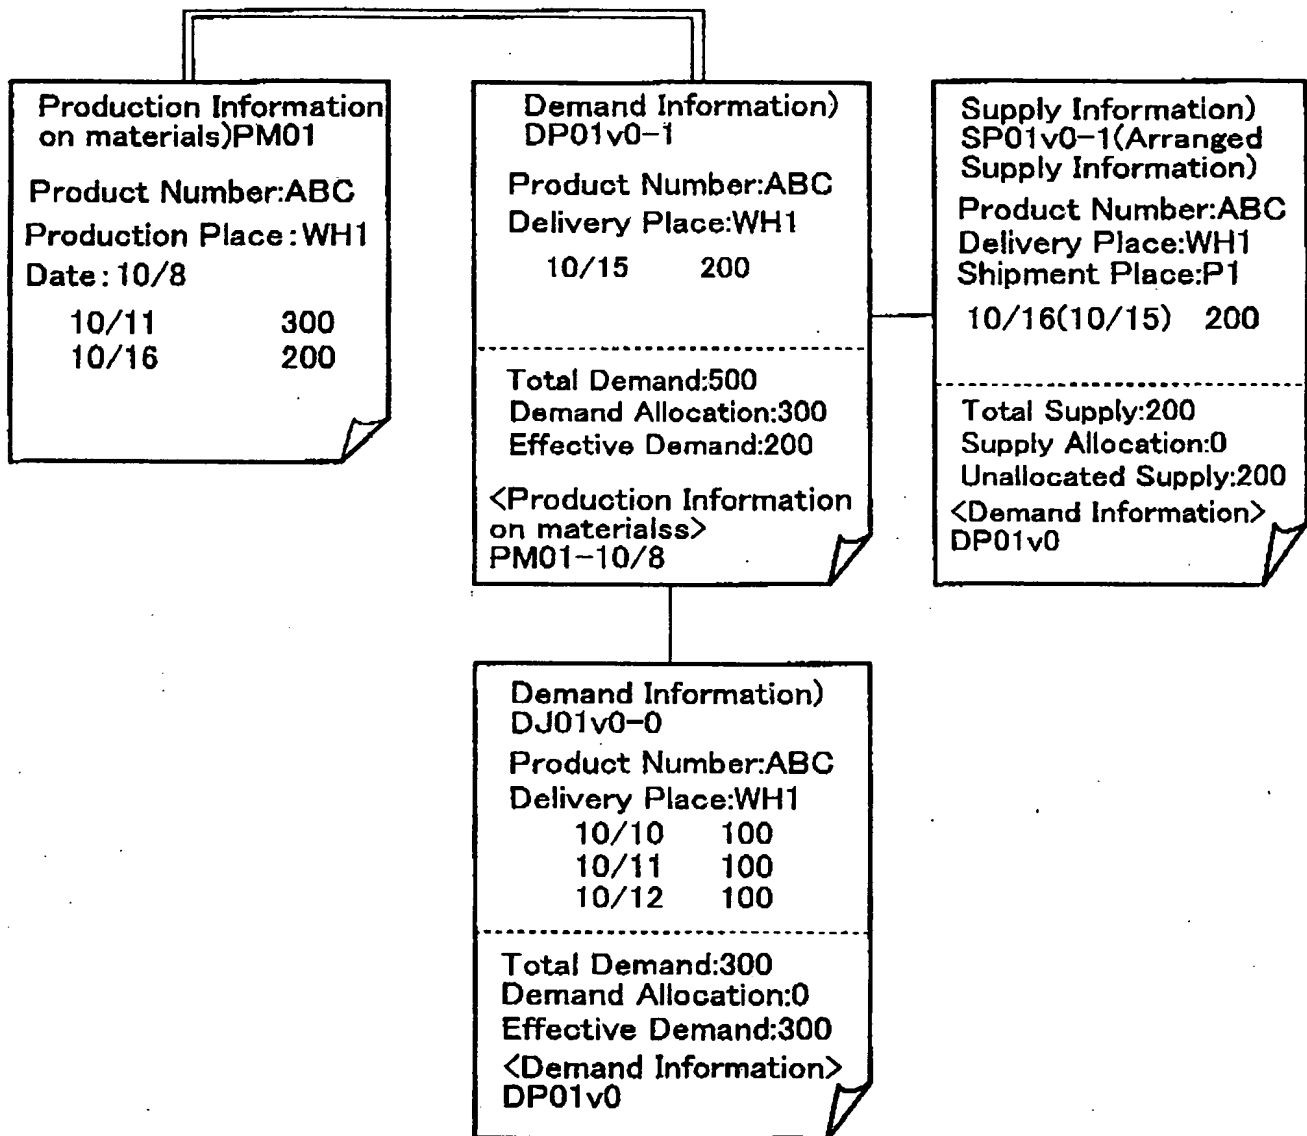 Production Information
on materials)PM01
Product Number:ABC
Production Place:WH1
Date:10/8
10/11 300
10/16 200
Demand Information)
DP01v0-1
Product Number:ABC
Delivery Place:WH1
10/15 200
Total Demand:500
Demand Allocation:300
Effective Demand:200
<Production Information
on materialss>
PM01-10/8
Supply Information)
SP01v0-1(Arranged
Supply Information)
Product Number:ABC
Delivery Place:WH1
Shipment Place:P1
10/16(10/15) 200
Total Supply:200
Supply Allocation:0
Unallocated Supply:200
<Demand Information>
DP01v0
Demand Information)
DJ01v0-0
Product Number:ABC
Delivery Place:WH1
10/10 100
10/11 100
10/12 100
Total Demand:300
Demand Allocation:0
Effective Demand:300
<Demand Information>
DP01v0